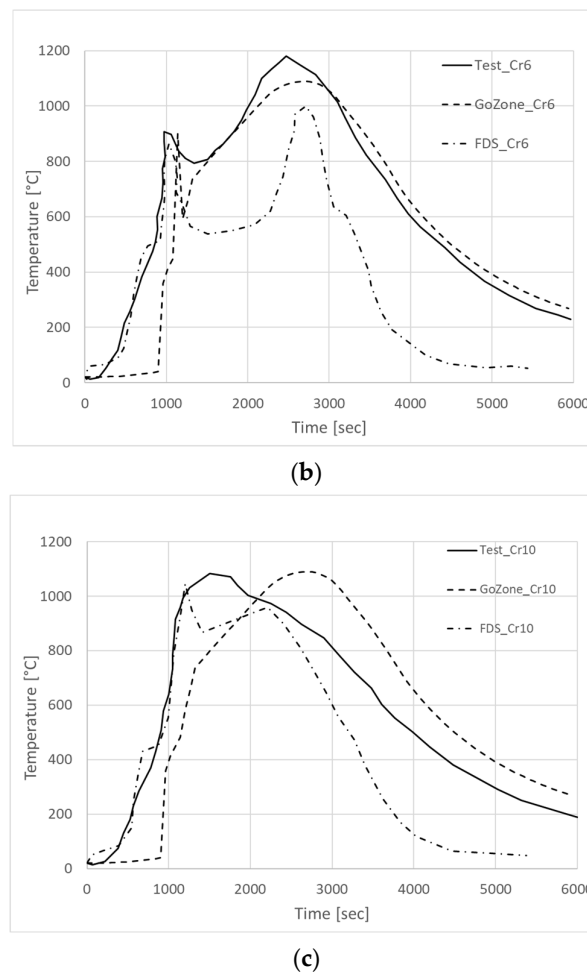 1200
1000
800
600
400
200
0
Temperature [°C]
Test_Cr6
GoZone_Cr6
FDS_Cr6
0 1000 2000 3000 4000 5000 6000
Time [sec]
(b)
1200
1000
800
600
400
200
0
Temperature [°C]
Test_Cr10
GoZone_Cr10
FDS_Cr10
0 1000 2000 3000 4000 5000 6000
Time [sec]
(c)